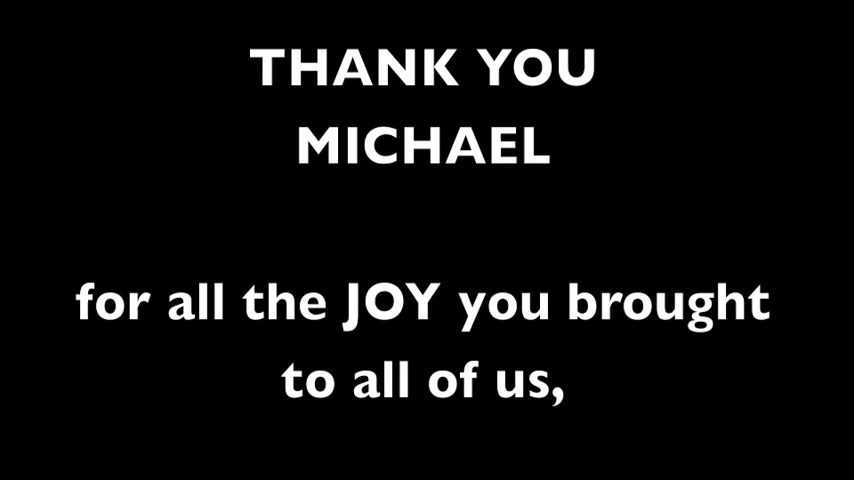 THANK YOU
MICHAEL
for all the JOY you brought
to all of us,